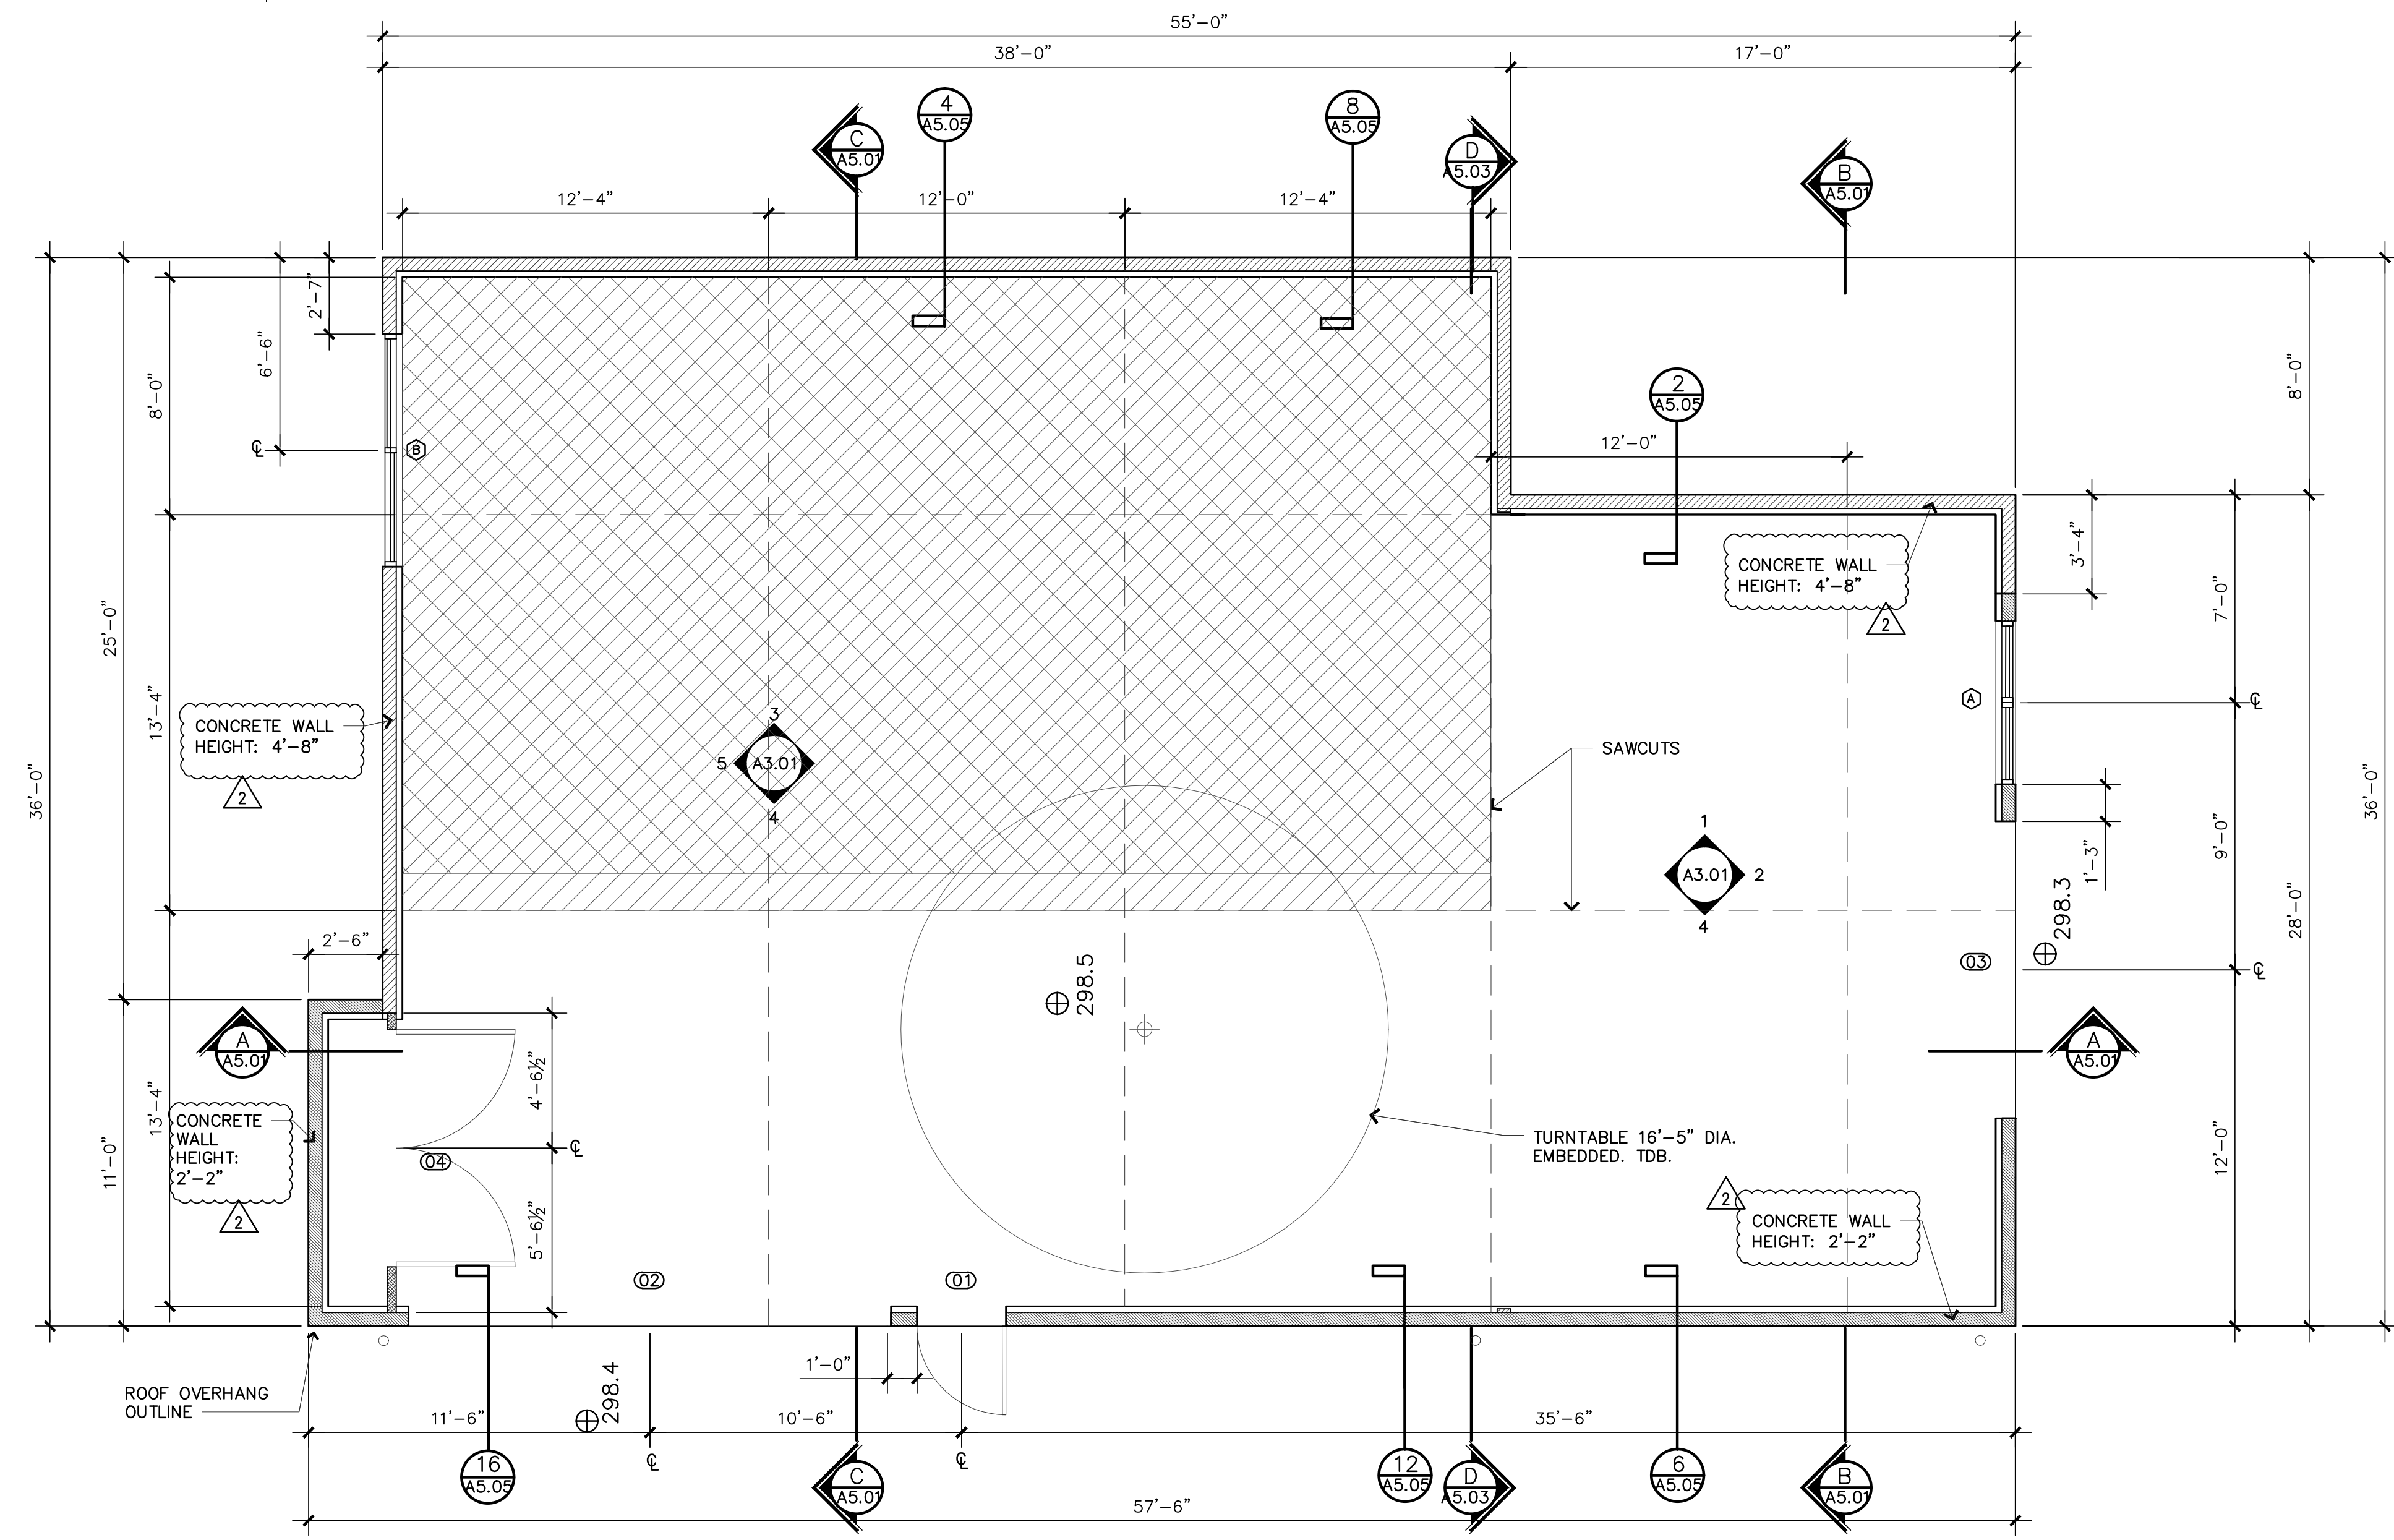 55'-0"
38'-0"
17'-0"
4
A5.05
8
A5.05
C
A5.01
D
A5.03
B
A5.01
12'-4"
12'-0"
12'-4"
2'-7"
6'-6"
8'-0"
8'-0"
℄
B
2
A5.05
12'-0"
CONCRETE WALL
HEIGHT: 4'-8"
2
3'-4"
7'-0"
25'-0"
13'-4"
CONCRETE WALL
HEIGHT: 4'-8"
2
36'-0"
36'-0"
A
℄
3
5
A3.01
4
SAWCUTS
1
A3.01
2
4
9'-0"
1'-3"
28'-0"
298.3
03
℄
2'-6"
298.5
A
A5.01
A
A5.01
4'-6½"
℄
04
5'-6½"
13'-4"
11'-0"
CONCRETE
WALL
HEIGHT:
2'-2"
2
TURNTABLE 16'-5" DIA.
EMBEDDED. TDB.
12'-0"
2
CONCRETE WALL
HEIGHT: 2'-2"
02
01
1'-0"
ROOF OVERHANG
OUTLINE
298.4
11'-6"
10'-6"
35'-6"
℄
℄
16
A5.05
C
A5.01
12
A5.05
D
A5.03
6
A5.05
B
A5.01
57'-6"